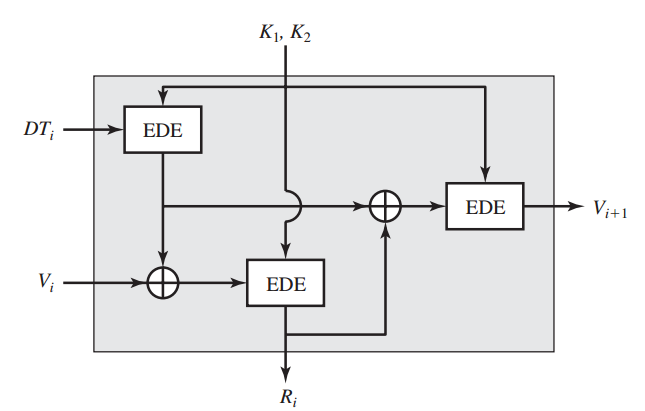 K₁, K₂
DTᵢ
EDE
EDE
Vᵢ₊₁
Vᵢ
EDE
Rᵢ